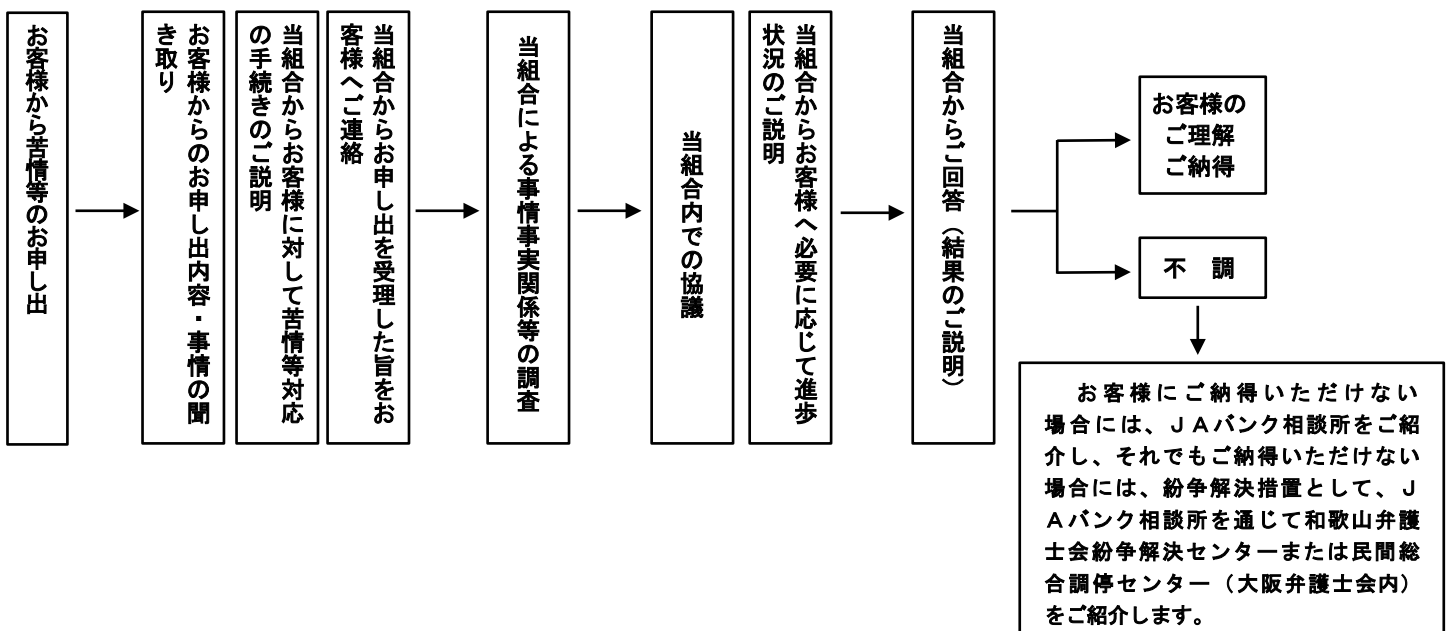 お客様から苦情等のお申し出
お客様からのお申し出内容・事情の聞
き取り
当組合からお客様に対して苦情等対応
の手続きのご説明
当組合からお申し出を受理した旨をお
客様へご連絡
当組合による事情事実関係等の調査
当組合内での協議
当組合からお客様へ必要に応じて進歩
状況のご説明
当組合からご回答（結果のご説明）
お客様の
ご理解
ご納得
不　調
お客様にご納得いただけない
場合には、ＪＡバンク相談所をご紹
介し、それでもご納得いただけない
場合には、紛争解決措置として、Ｊ
Ａバンク相談所を通じて和歌山弁護
士会紛争解決センターまたは民間総
合調停センター（大阪弁護士会内）
をご紹介します。